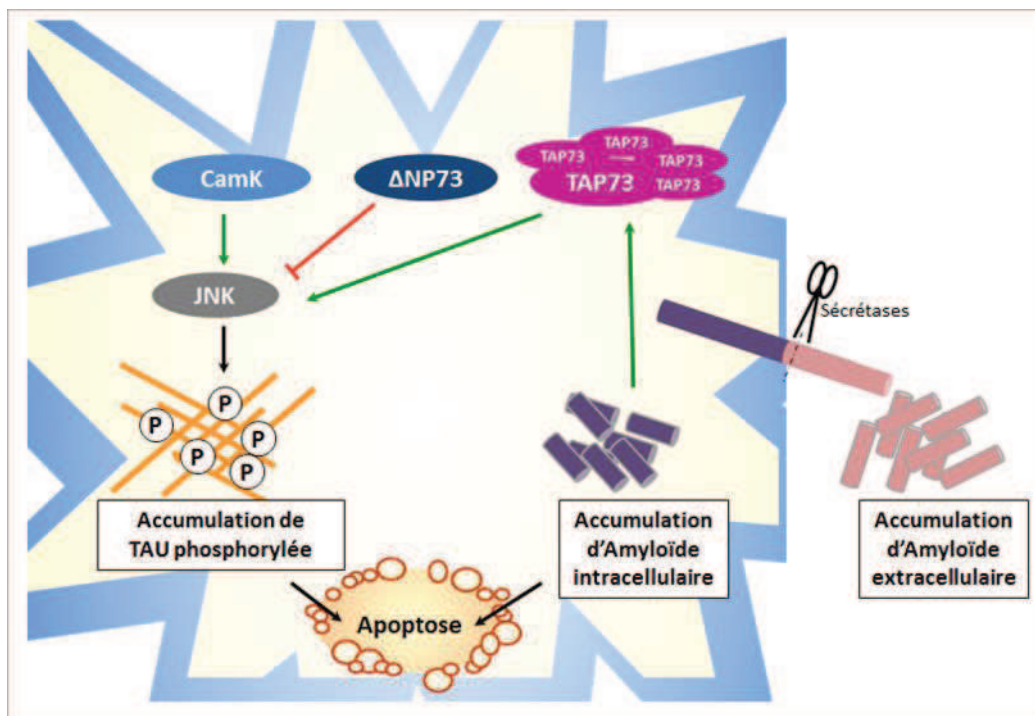 CamK
ΔNP73
TAP73
TAP73
TAP73
TAP73
TAP73
JNK
Sécrétases
P
P
P
P
P
Accumulation de
TAU phosphorylée
Accumulation
d'Amyloïde
intracellulaire
Accumulation
d'Amyloïde
extracellulaire
Apoptose